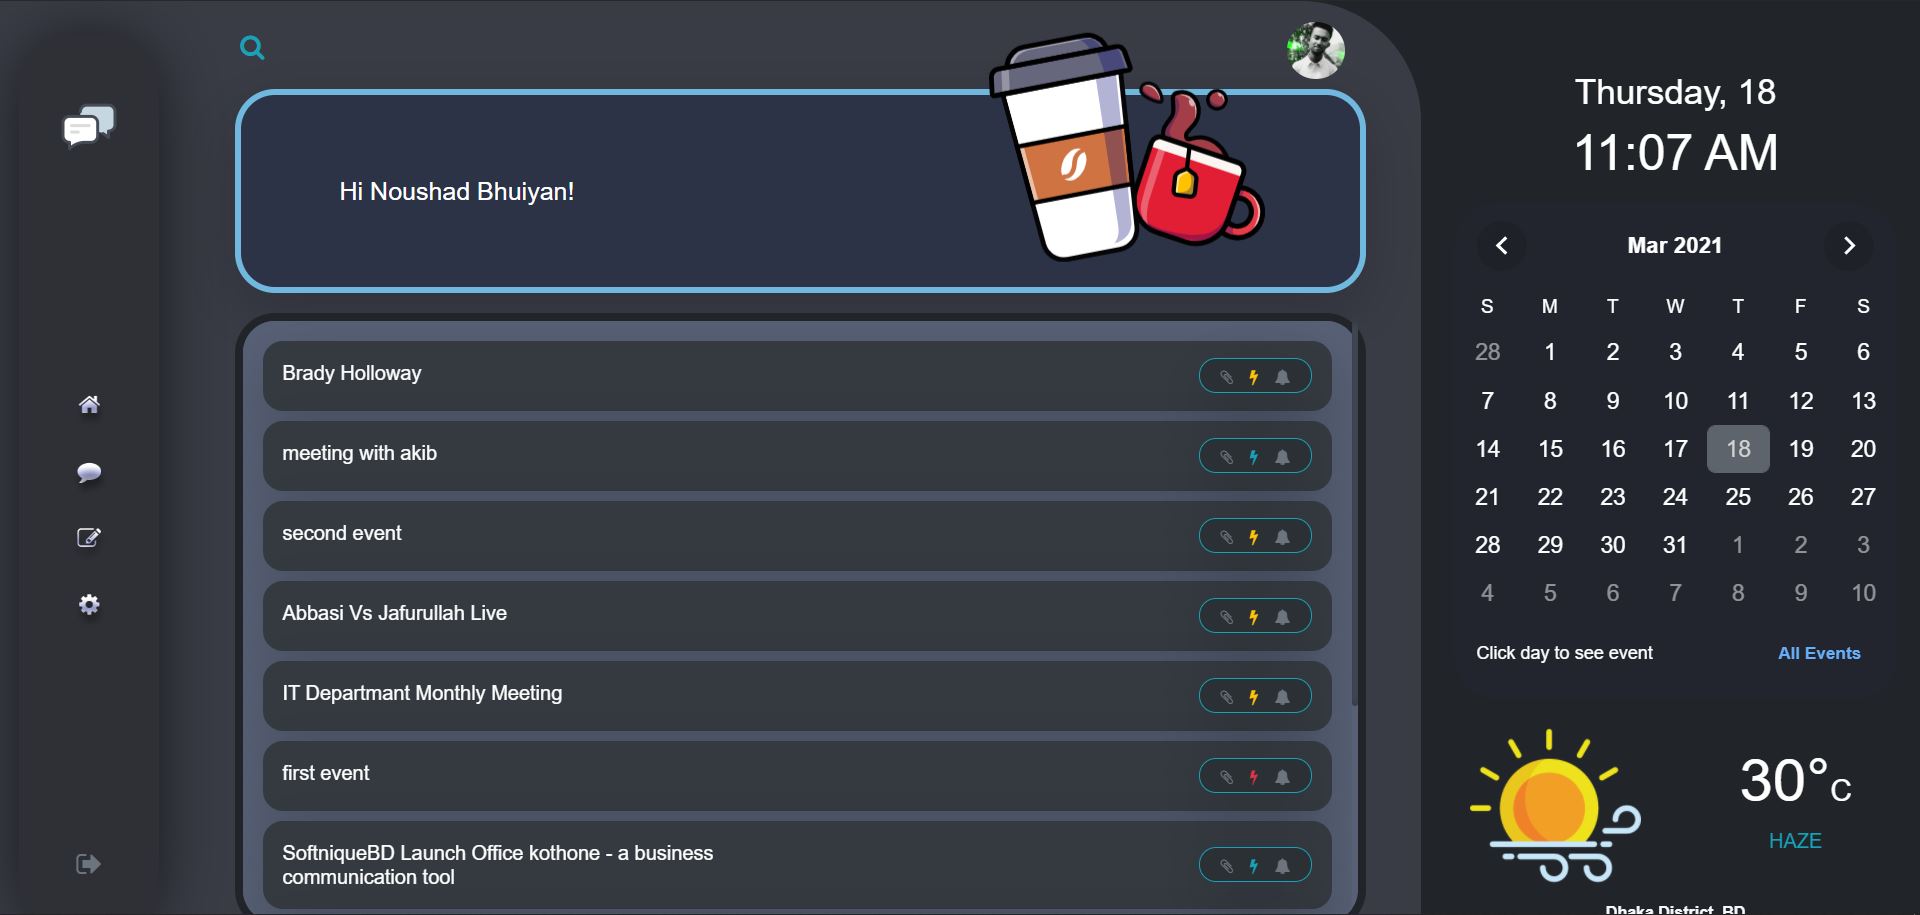 Hi Noushad Bhuiyan!
Brady Holloway
meeting with akib
second event
Abbasi Vs Jafurullah Live
IT Departmant Monthly Meeting
first event
SoftniqueBD Launch Office kothone - a business
communication tool
Thursday, 18
11:07 AM
Mar 2021
S M T W T F S
28 1 2 3 4 5 6
7 8 9 10 11 12 13
14 15 16 17 18 19 20
21 22 23 24 25 26 27
28 29 30 31 1 2 3
4 5 6 7 8 9 10
Click day to see event All Events
30°C
HAZE
Dhaka District, BD